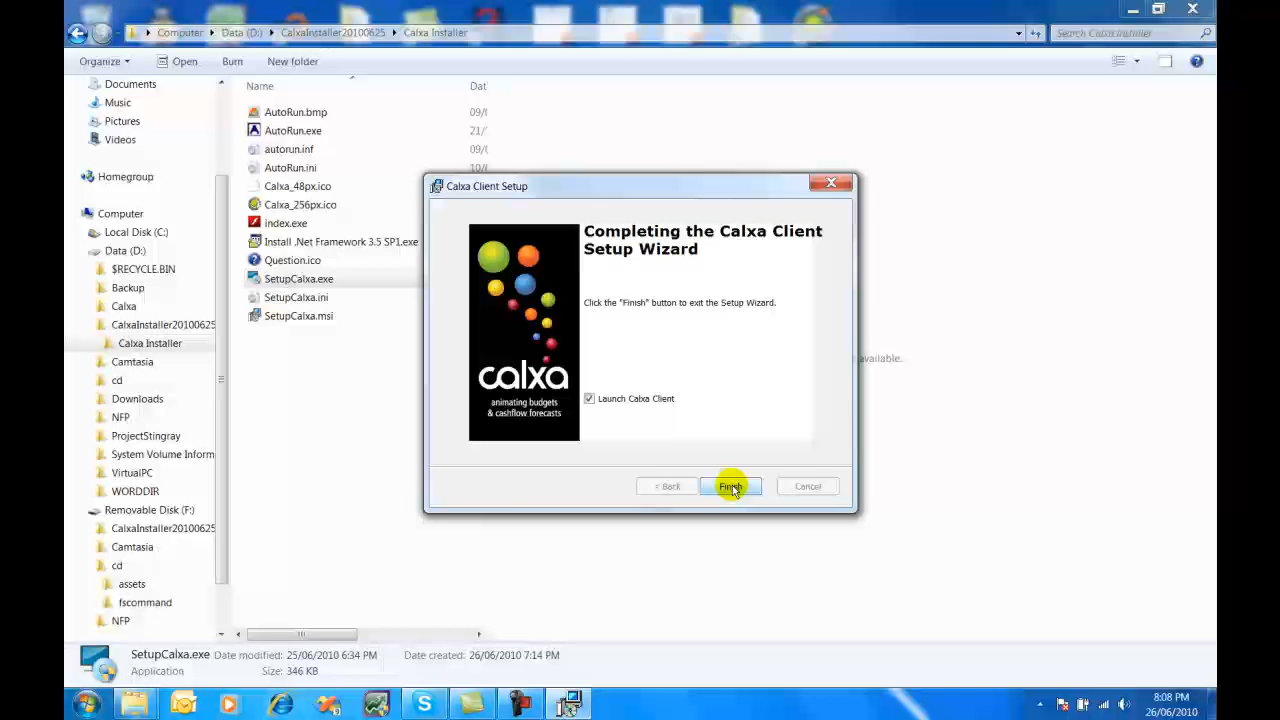 Computer Data (D:) CalxaInstaller20100625 Calxa Installer
Search Calxa Installer
Organize Open Burn New folder
Documents
Music
Pictures
Videos
Homegroup
Computer
Local Disk (C:)
Data (D:)
$RECYCLE.BIN
Backup
Calxa
CalxaInstaller20100625
Calxa Installer
Camtasia
cd
Downloads
NFP
ProjectStingray
System Volume Inform
VirtualPC
WORDDIR
Removable Disk (F:)
CalxaInstaller20100625
Camtasia
cd
assets
fscommand
NFP
Name Dat
AutoRun.bmp 09/
AutoRun.exe 21/
autorun.inf 09/
AutoRun.ini 10/
Calxa_48px.ico
Calxa_256px.ico
index.exe
Install .Net Framework 3.5 SP1.exe
Question.ico
SetupCalxa.exe
SetupCalxa.ini
SetupCalxa.msi
Calxa Client Setup
Completing the Calxa Client
Setup Wizard
Click the "Finish" button to exit the Setup Wizard.
calxa
animating budgets
& cashflow forecasts
Launch Calxa Client
< Back Finish Cancel
available.
SetupCalxa.exe Date modified: 25/06/2010 6:34 PM Date created: 26/06/2010 7:14 PM
Application Size: 346 KB
8:08 PM
26/06/2010